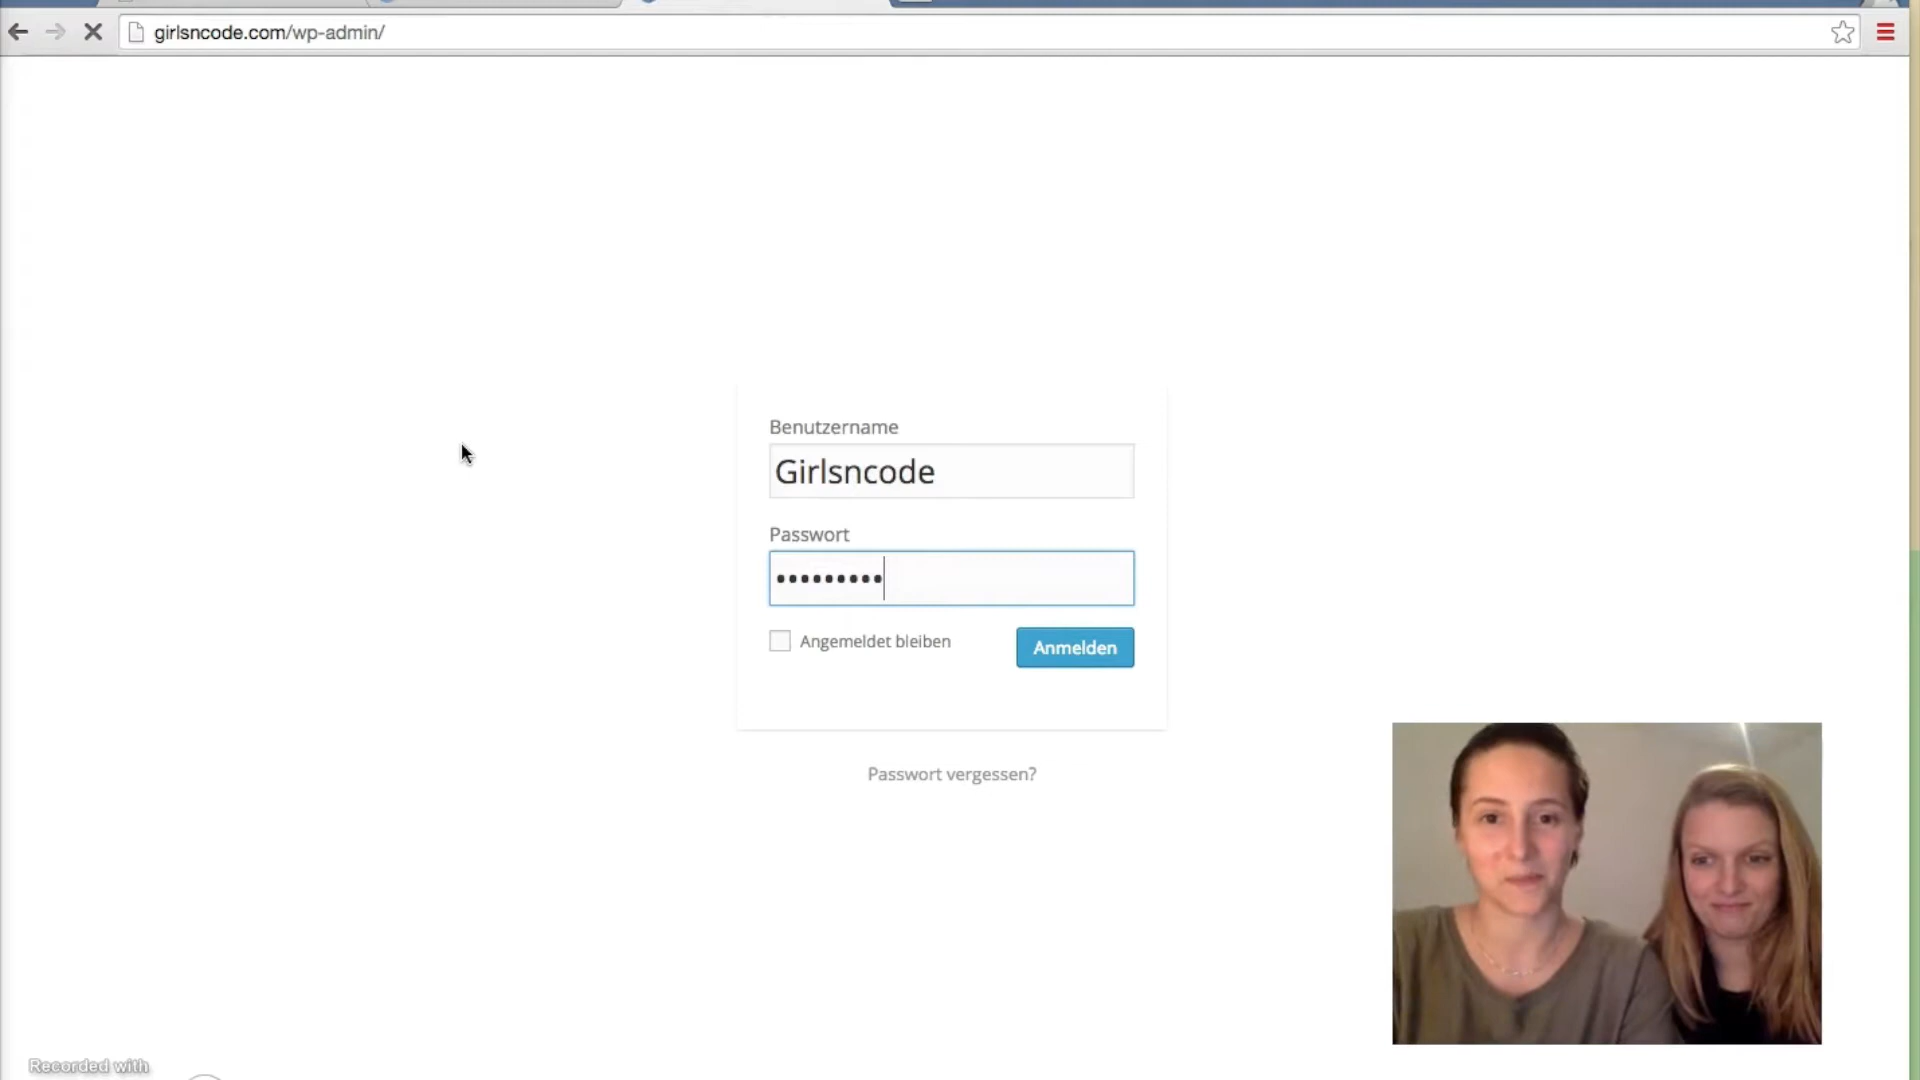 girlsncode.com/wp-admin/
Benutzername
Girlsncode
Passwort
•••••••••
Angemeldet bleiben
Anmelden
Passwort vergessen?
Recorded with